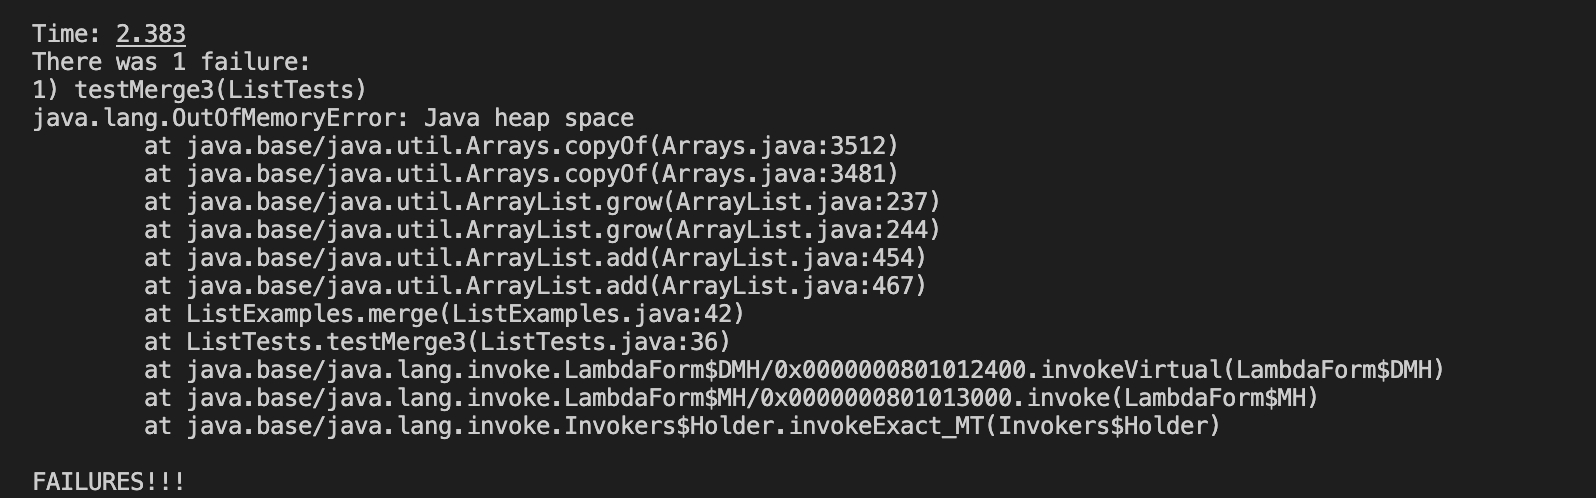 Time: 2.383
There was 1 failure:
1) testMerge3(ListTests)
java.lang.OutOfMemoryError: Java heap space
        at java.base/java.util.Arrays.copyOf(Arrays.java:3512)
        at java.base/java.util.Arrays.copyOf(Arrays.java:3481)
        at java.base/java.util.ArrayList.grow(ArrayList.java:237)
        at java.base/java.util.ArrayList.grow(ArrayList.java:244)
        at java.base/java.util.ArrayList.add(ArrayList.java:454)
        at java.base/java.util.ArrayList.add(ArrayList.java:467)
        at ListExamples.merge(ListExamples.java:42)
        at ListTests.testMerge3(ListTests.java:36)
        at java.base/java.lang.invoke.LambdaForm$DMH/0x0000000801012400.invokeVirtual(LambdaForm$DMH)
        at java.base/java.lang.invoke.LambdaForm$MH/0x0000000801013000.invoke(LambdaForm$MH)
        at java.base/java.lang.invoke.Invokers$Holder.invokeExact_MT(Invokers$Holder)
FAILURES!!!